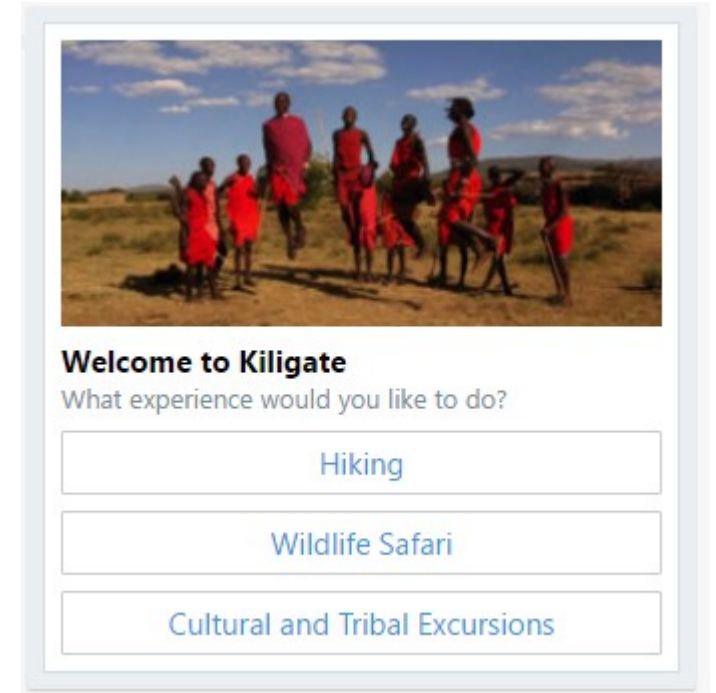 Welcome to Kiligate
What experience would you like to do?
Hiking
Wildlife Safari
Cultural and Tribal Excursions